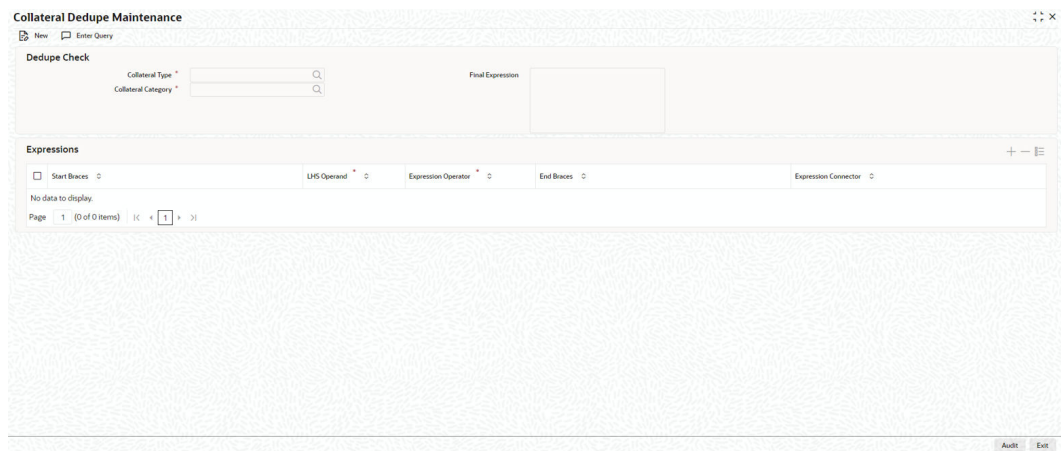 Collateral Dedupe Maintenance
New Enter Query
Dedupe Check
Collateral Type * Final Expression
Collateral Category *
Expressions
Start Braces LHS Operand * Expression Operator * End Braces Expression Connector
No data to display.
Page 1 (0 of 0 items) 1
Audit Exit